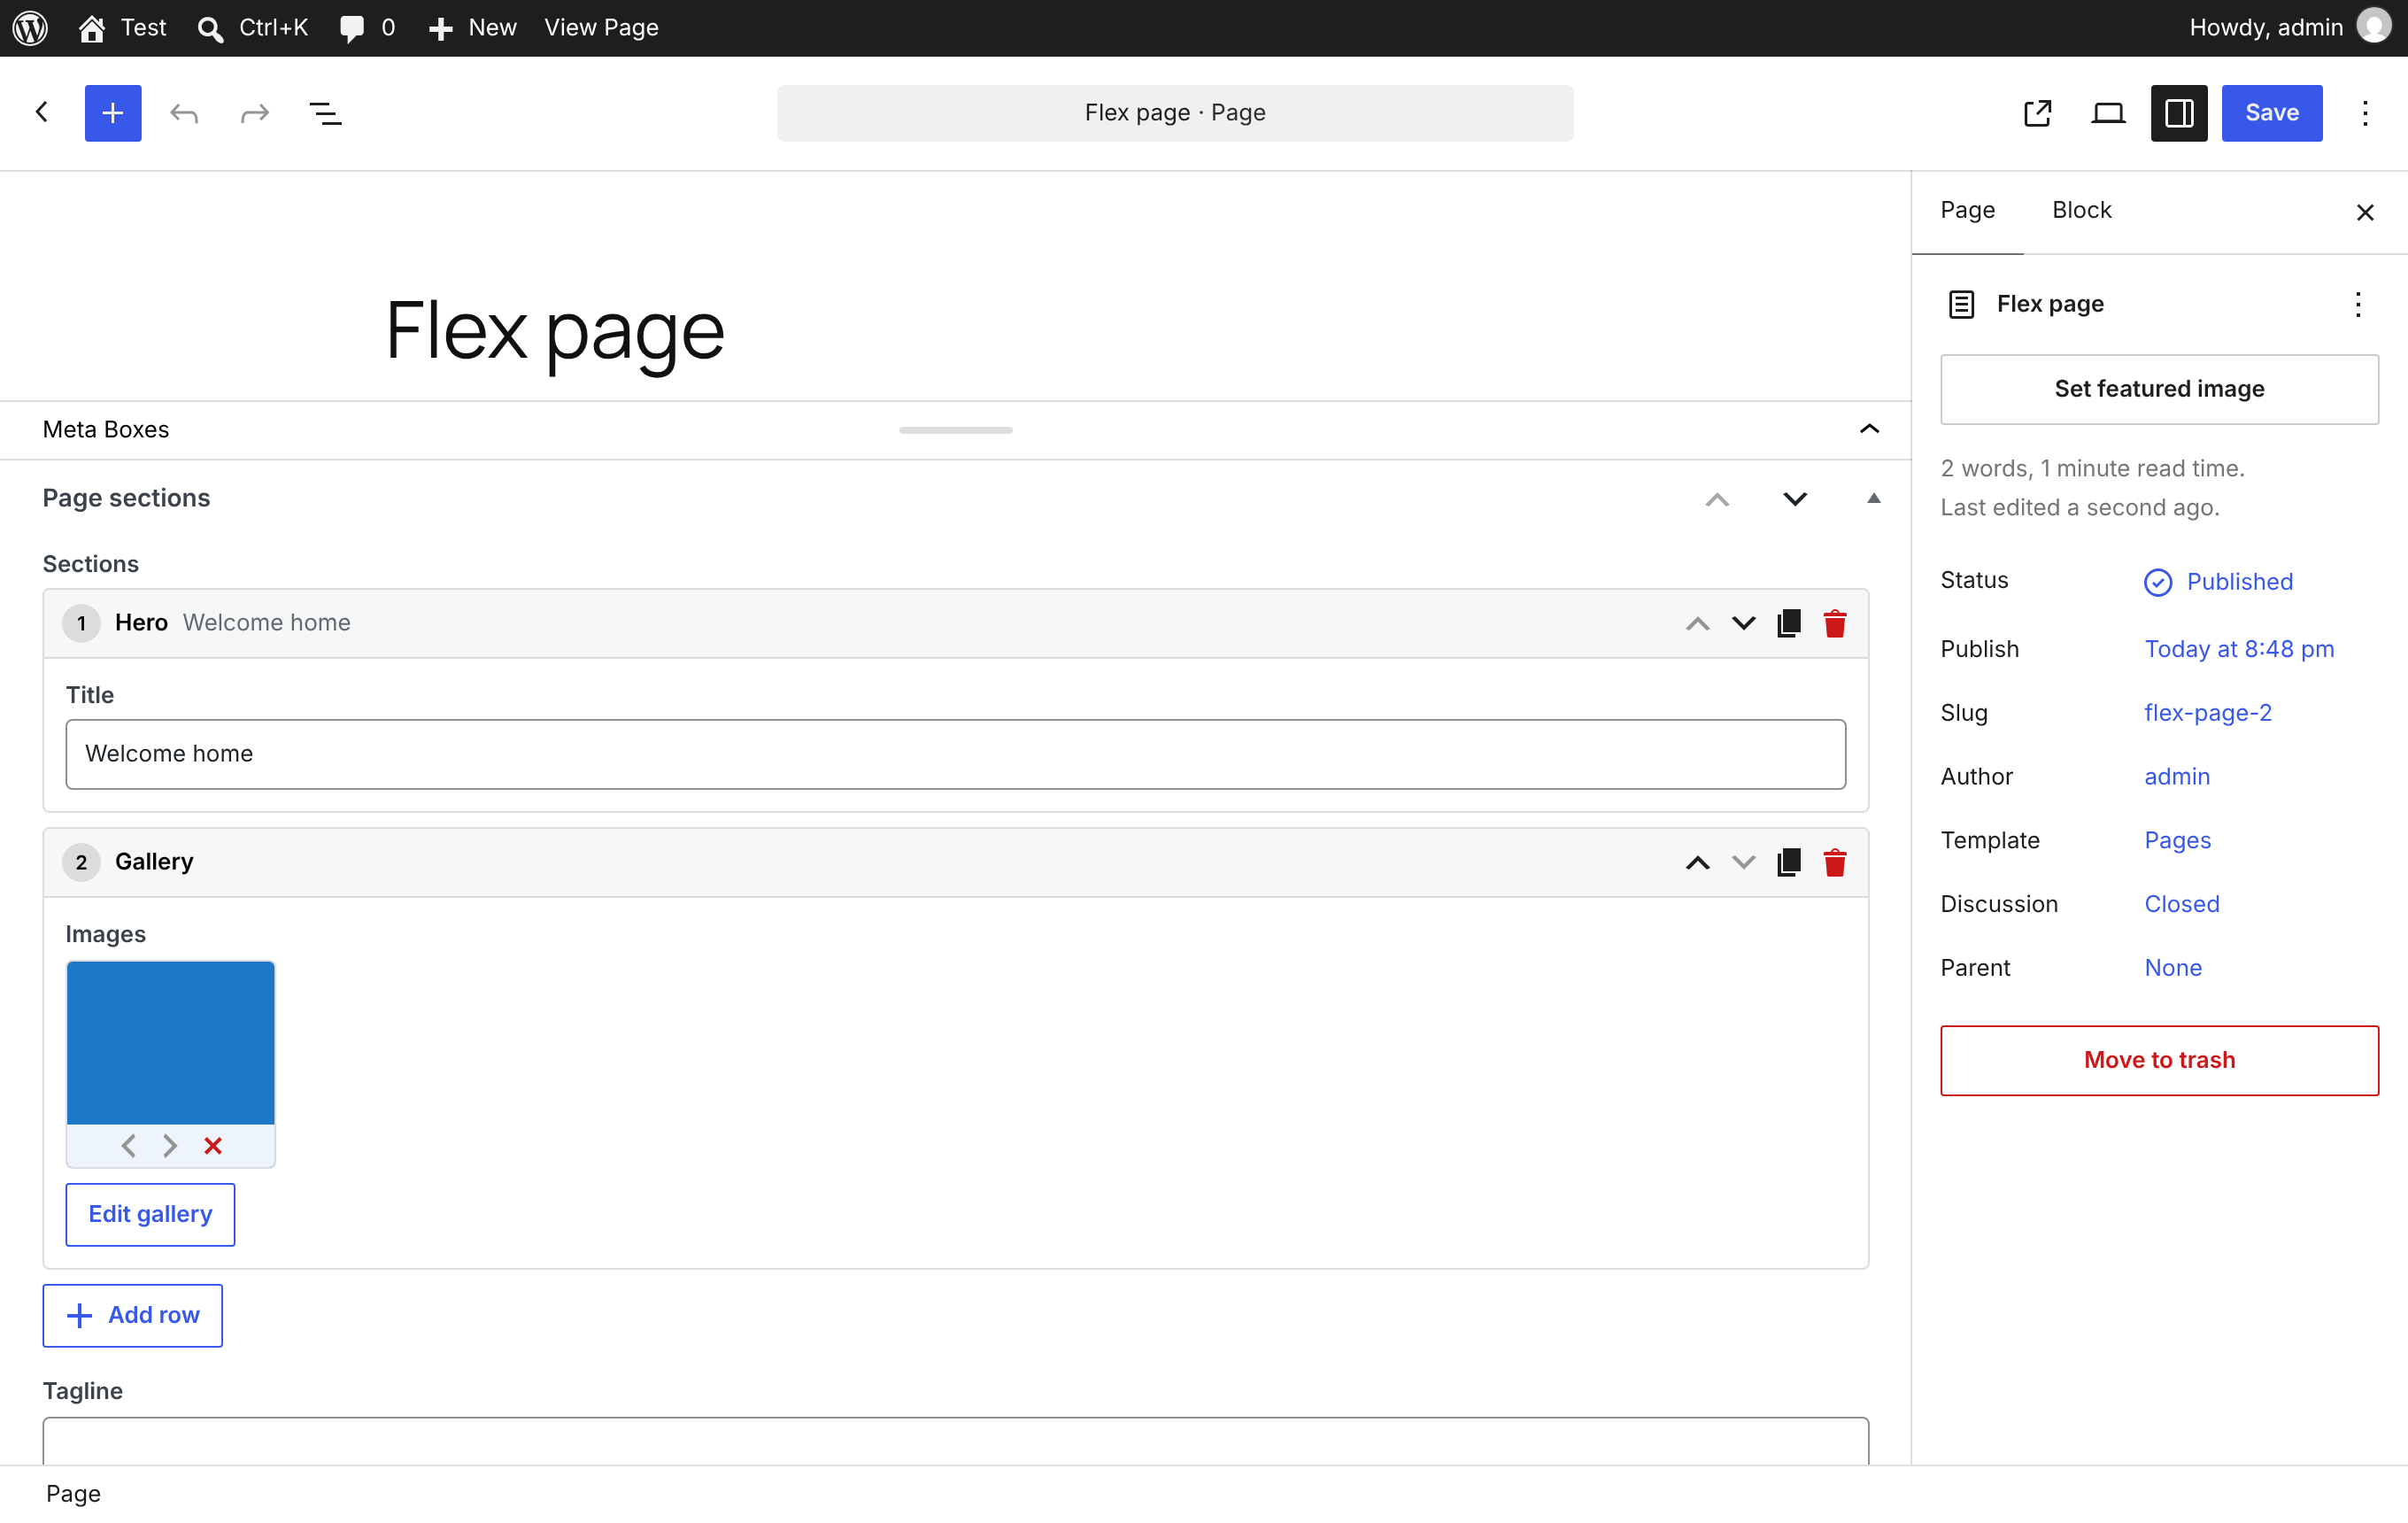 Test Ctrl+K 0 New View Page Howdy, admin
Flex page · Page
Save
Page Block
Flex page
Flex page
Set featured image
Meta Boxes
2 words, 1 minute read time.
Last edited a second ago.
Page sections
Sections
Status Published
1 Hero Welcome home
Publish Today at 8:48 pm
Title
Slug flex-page-2
Welcome home
Author admin
Template Pages
2 Gallery
Discussion Closed
Images
Parent None
Move to trash
Edit gallery
Add row
Tagline
Page